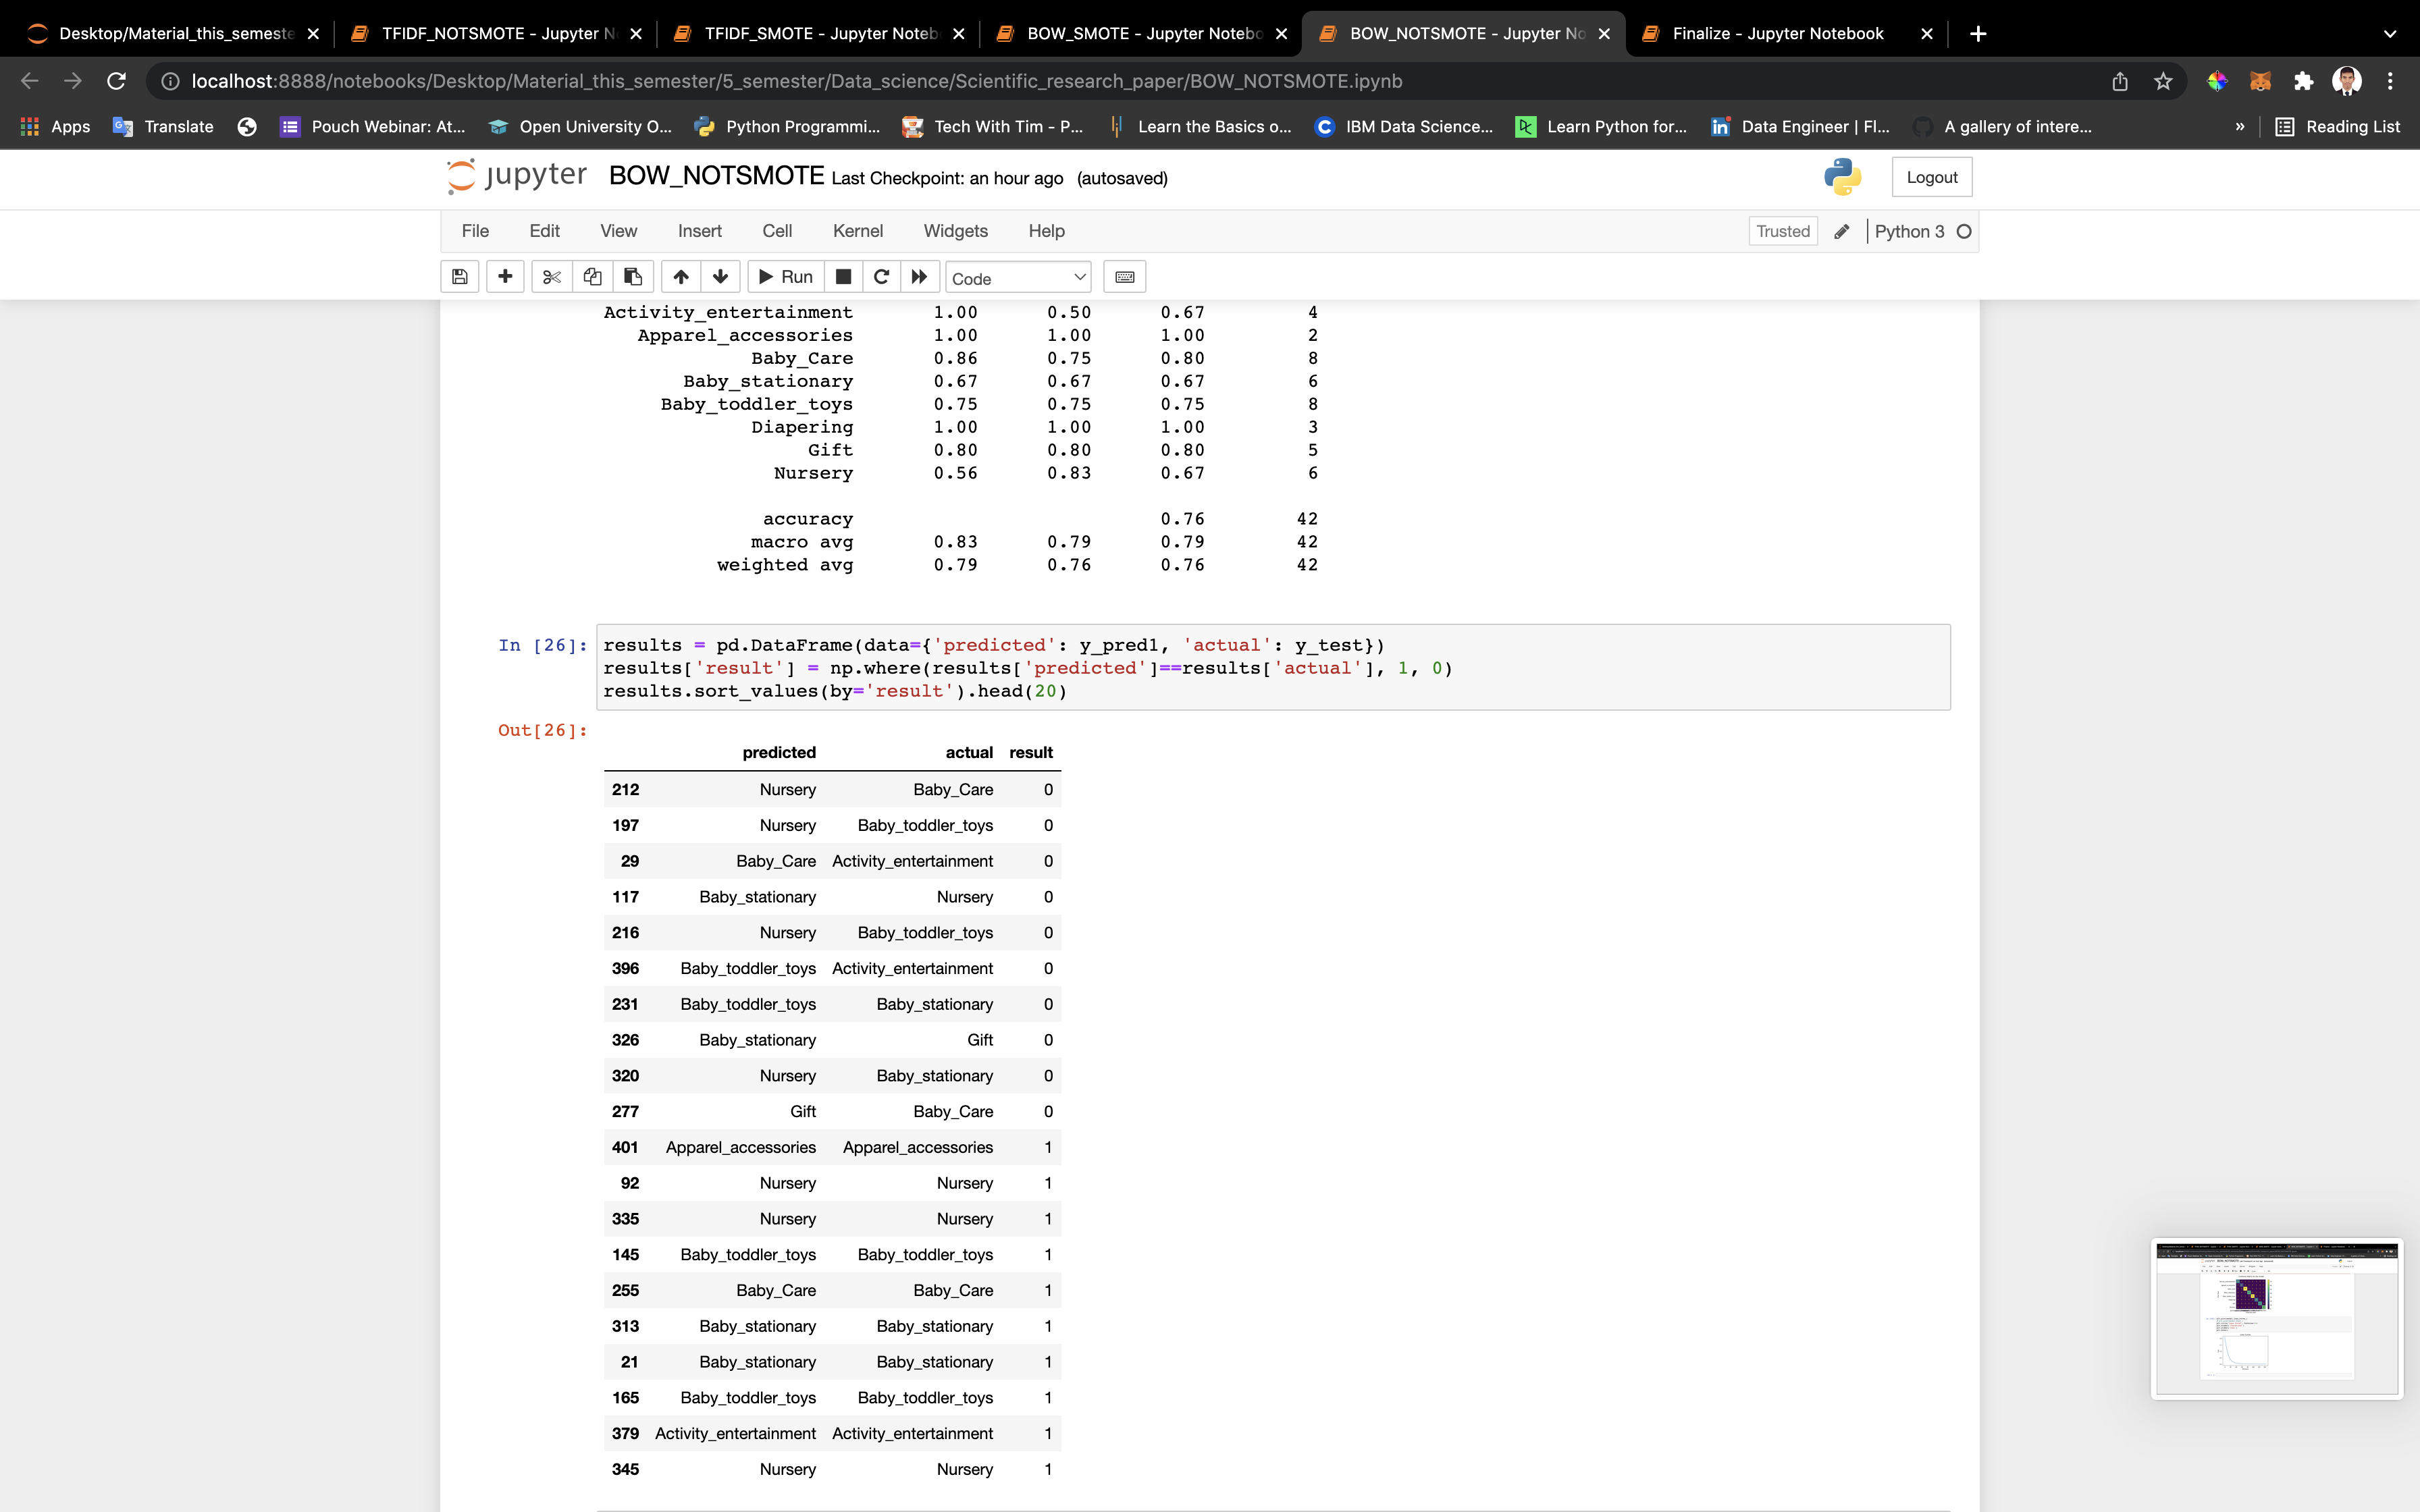 Desktop/Material_this_semeste TFIDF_NOTSMOTE - Jupyter N TFIDF_SMOTE - Jupyter Noteb BOW_SMOTE - Jupyter Notebo BOW_NOTSMOTE - Jupyter No Finalize - Jupyter Notebook
localhost:8888/notebooks/Desktop/Material_this_semester/5_semester/Data_science/Scientific_research_paper/BOW_NOTSMOTE.ipynb
Apps Translate Pouch Webinar: At... Open University O... Python Programmi... Tech With Tim - P... Learn the Basics o... IBM Data Science... Learn Python for... Data Engineer | Fl... A gallery of intere... » Reading List
jupyter BOW_NOTSMOTE Last Checkpoint: an hour ago (autosaved) Logout
File Edit View Insert Cell Kernel Widgets Help Trusted Python 3
Run Code
Activity_entertainment 1.00 0.50 0.67 4
Apparel_accessories 1.00 1.00 1.00 2
Baby_Care 0.86 0.75 0.80 8
Baby_stationary 0.67 0.67 0.67 6
Baby_toddler_toys 0.75 0.75 0.75 8
Diapering 1.00 1.00 1.00 3
Gift 0.80 0.80 0.80 5
Nursery 0.56 0.83 0.67 6
accuracy 0.76 42
macro avg 0.83 0.79 0.79 42
weighted avg 0.79 0.76 0.76 42
In [26]: results = pd.DataFrame(data={'predicted': y_pred1, 'actual': y_test})
results['result'] = np.where(results['predicted']==results['actual'], 1, 0)
results.sort_values(by='result').head(20)
Out[26]:
predicted actual result
212 Nursery Baby_Care 0
197 Nursery Baby_toddler_toys 0
29 Baby_Care Activity_entertainment 0
117 Baby_stationary Nursery 0
216 Nursery Baby_toddler_toys 0
396 Baby_toddler_toys Activity_entertainment 0
231 Baby_toddler_toys Baby_stationary 0
326 Baby_stationary Gift 0
320 Nursery Baby_stationary 0
277 Gift Baby_Care 0
401 Apparel_accessories Apparel_accessories 1
92 Nursery Nursery 1
335 Nursery Nursery 1
145 Baby_toddler_toys Baby_toddler_toys 1
255 Baby_Care Baby_Care 1
313 Baby_stationary Baby_stationary 1
21 Baby_stationary Baby_stationary 1
165 Baby_toddler_toys Baby_toddler_toys 1
379 Activity_entertainment Activity_entertainment 1
345 Nursery Nursery 1